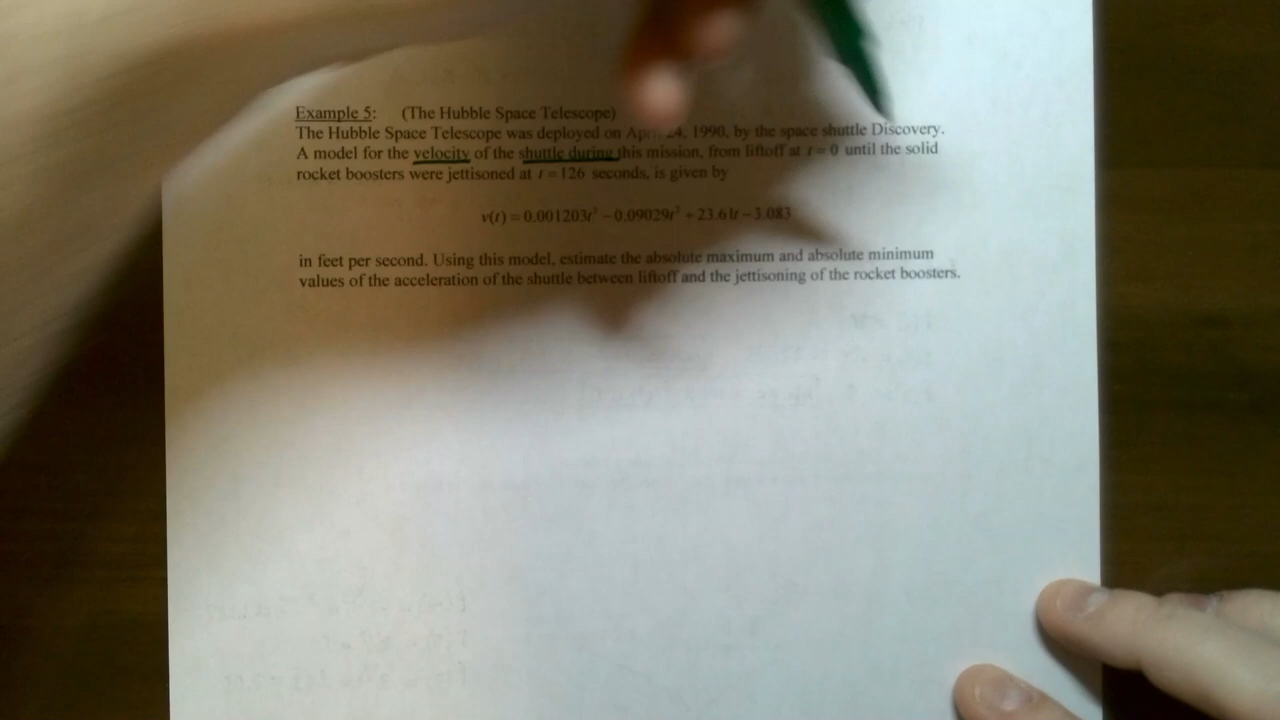 Example 5: (The Hubble Space Telescope)
The Hubble Space Telescope was deployed on 24, 1990, by the space shuttle Discovery.
A model for the velocity of the shuttle during this mission, from liftoff at t = 0 until the solid
rocket boosters were jettisoned at t = 126 seconds, is given by
v(t) = 0.001203t³ − 0.09029t² + 23.61t − 3.083
in feet per second. Using this model, estimate the absolute maximum and absolute minimum
values of the acceleration of the shuttle between liftoff and the jettisoning of the rocket boosters.